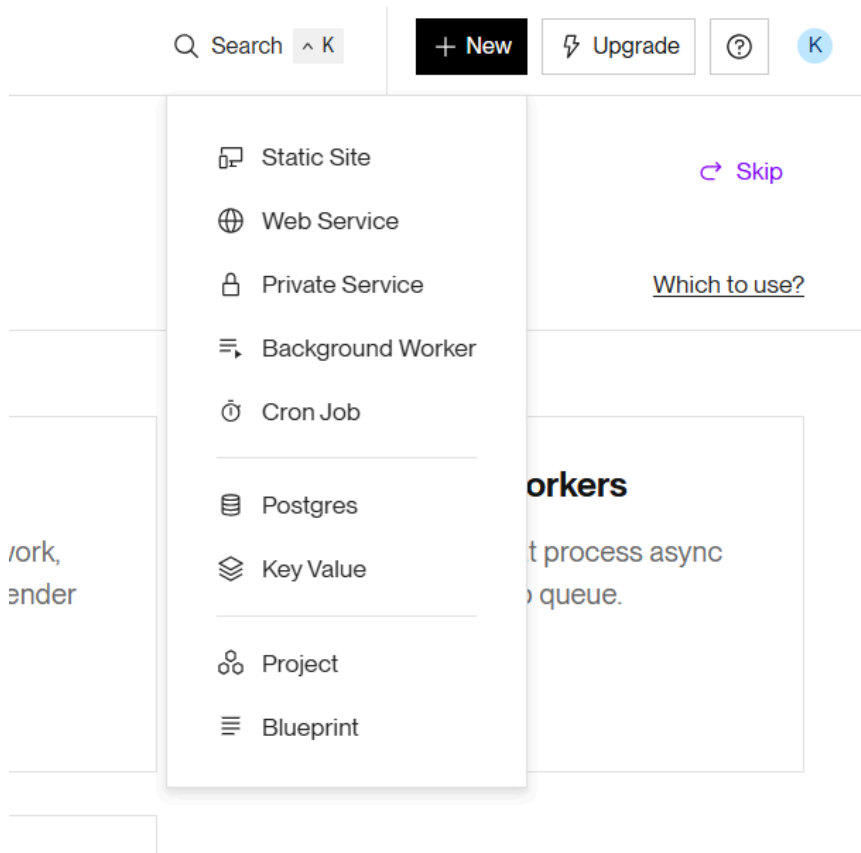 Search ^ K
+ New
Upgrade
K
Static Site
Skip
Web Service
Private Service
Which to use?
Background Worker
Cron Job
orkers
Postgres
t process async
Key Value
ender
queue.
Project
Blueprint